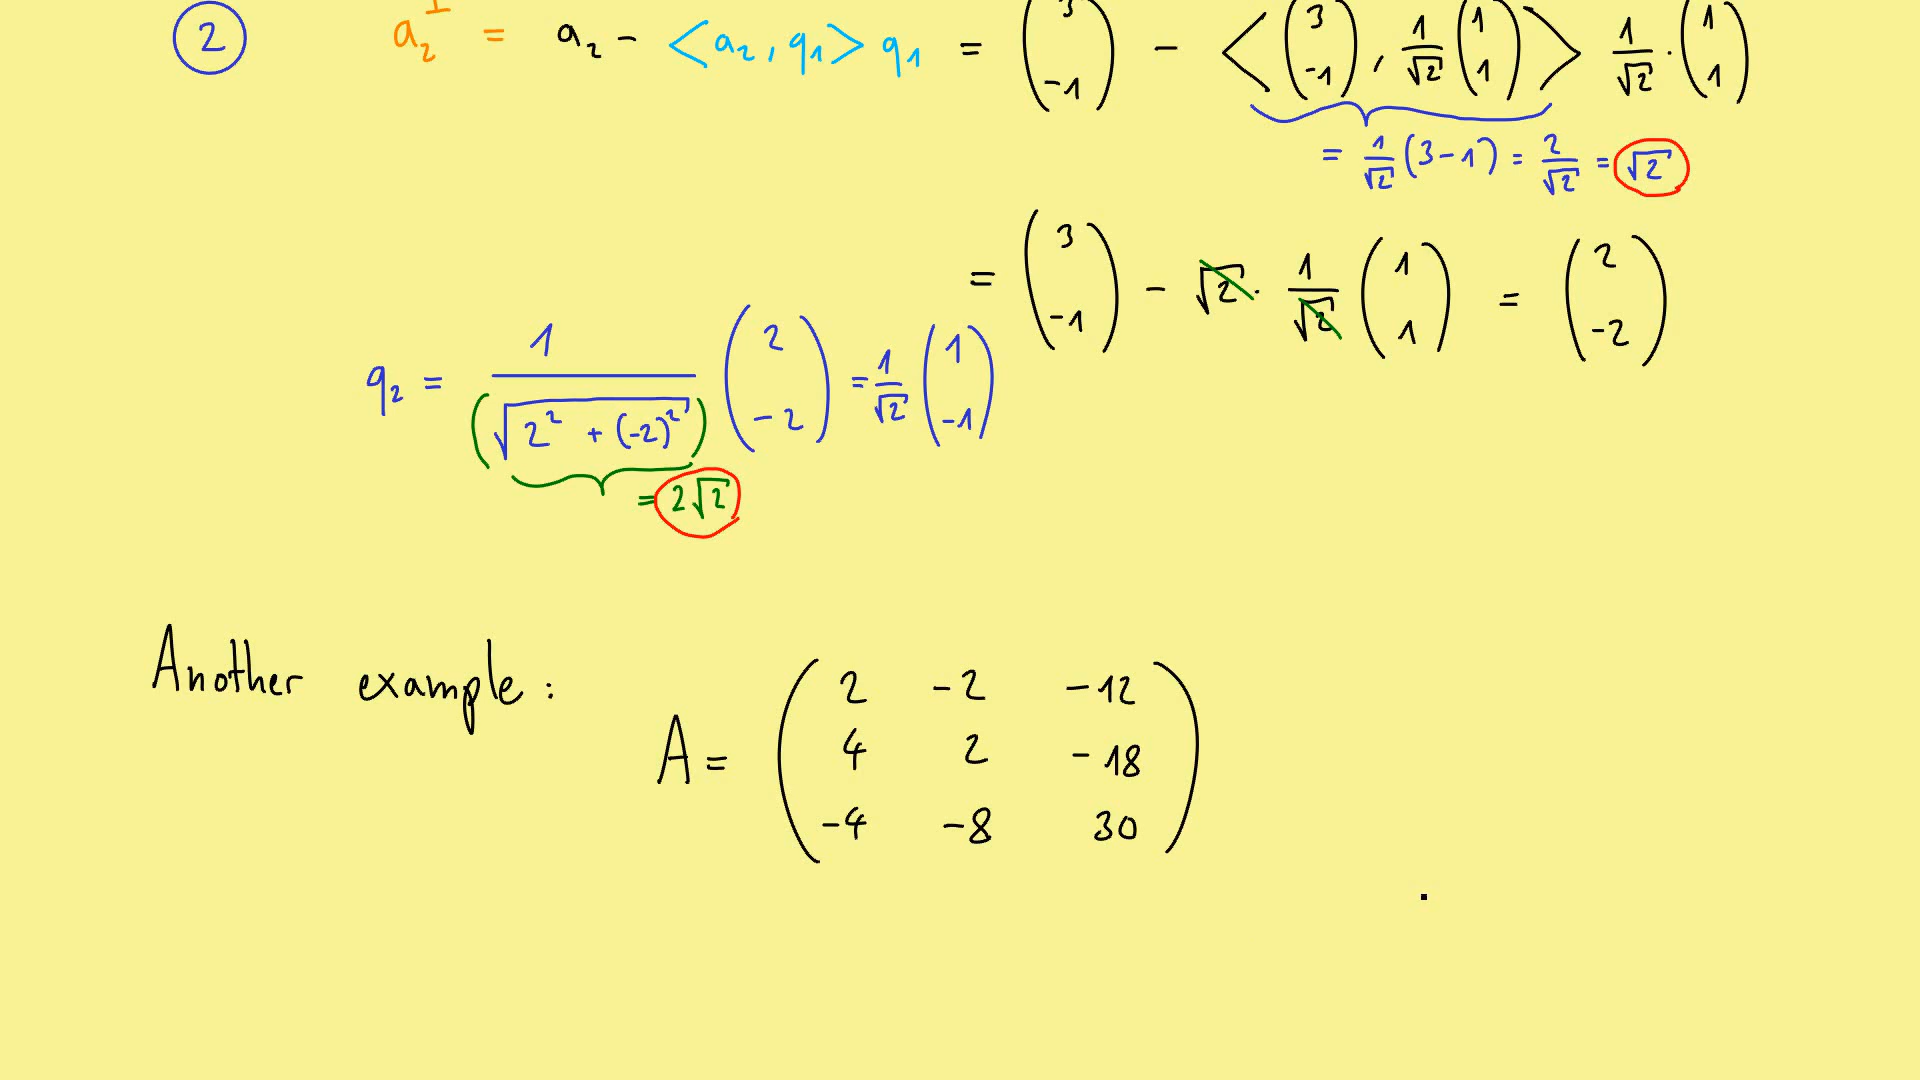 ② a₂^⊥ = a₂ - <a₂, q₁> q₁ = (3; -1) - <(3; -1), 1/√2 (1; 1)> 1/√2 · (1; 1)
= 1/√2 (3-1) = 2/√2 = √2
= (3; -1) - √2 · 1/√2 (1; 1) = (2; -2)
q₂ = 1/(√(2² + (-2)²)) (2; -2) = 1/√2 (1; -1)
= 2√2
Another example:
A = (2 -2 -12
4 2 -18
-4 -8 30)